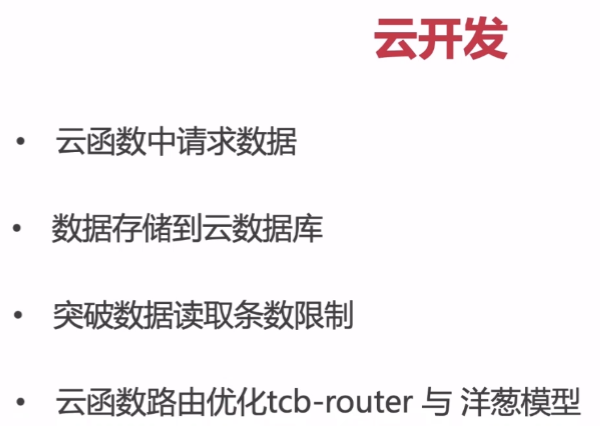 云开发
• 云函数中请求数据
• 数据存储到云数据库
• 突破数据读取条数限制
• 云函数路由优化tcb-router 与 洋葱模型